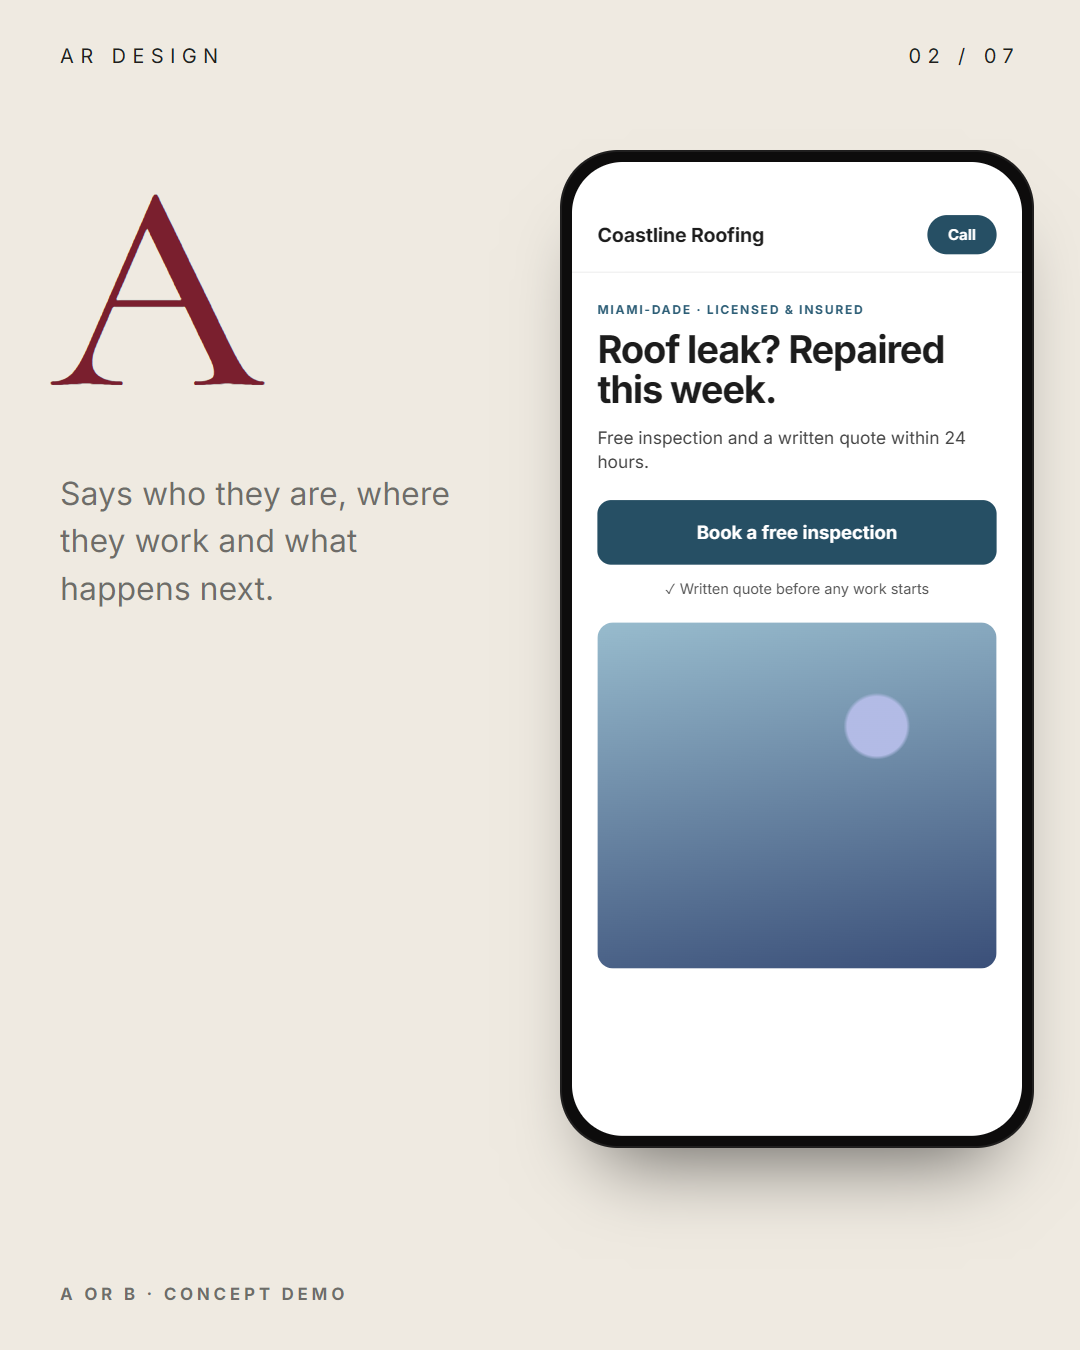 AR DESIGN
02 / 07
A
Says who they are, where
they work and what
happens next.
Coastline Roofing
Call
MIAMI-DADE · LICENSED & INSURED
Roof leak? Repaired
this week.
Free inspection and a written quote within 24
hours.
Book a free inspection
✓ Written quote before any work starts
A OR B · CONCEPT DEMO